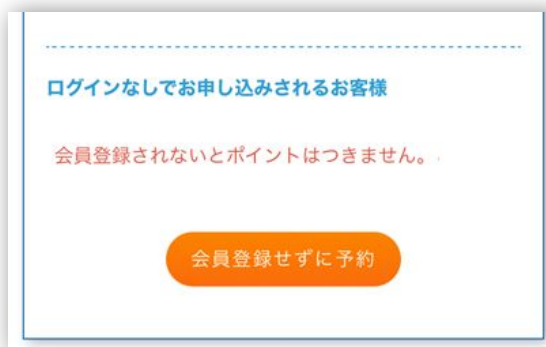 ログインなしでお申し込みされるお客様
会員登録されないとポイントはつきません。
会員登録せずに予約